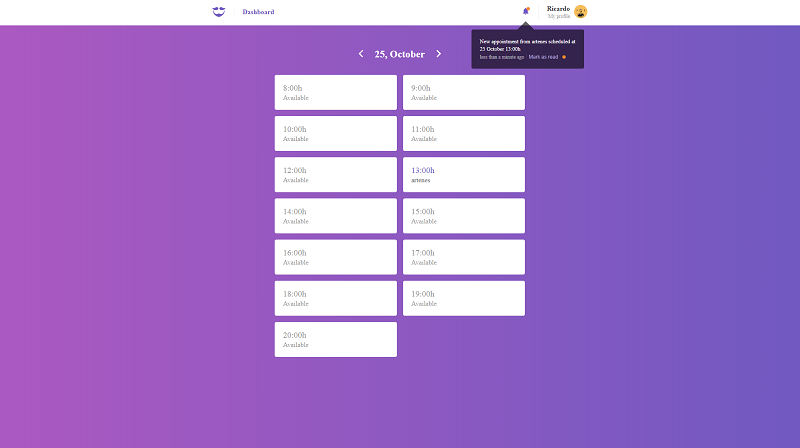 Dashboard
Ricardo
My profile
New appointment from artenes scheduled at
25 October 13:00h
less than a minute ago Mark as read
25, October
8:00h
Available
9:00h
Available
10:00h
Available
11:00h
Available
12:00h
Available
13:00h
artenes
14:00h
Available
15:00h
Available
16:00h
Available
17:00h
Available
18:00h
Available
19:00h
Available
20:00h
Available